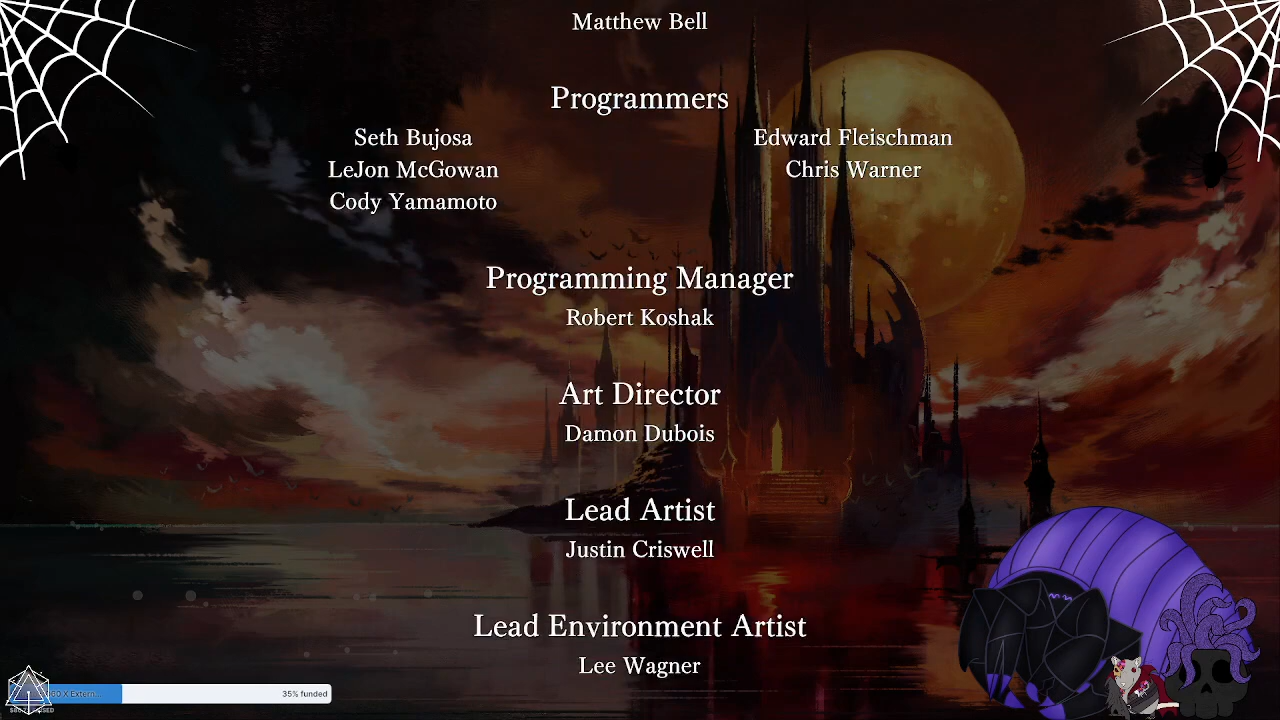 Matthew Bell
Programmers
Seth Bujosa
Edward Fleischman
LeJon McGowan
Chris Warner
Cody Yamamoto
Programming Manager
Robert Koshak
Art Director
Damon Dubois
Lead Artist
Justin Criswell
Lead Environment Artist
Lee Wagner
35% funded